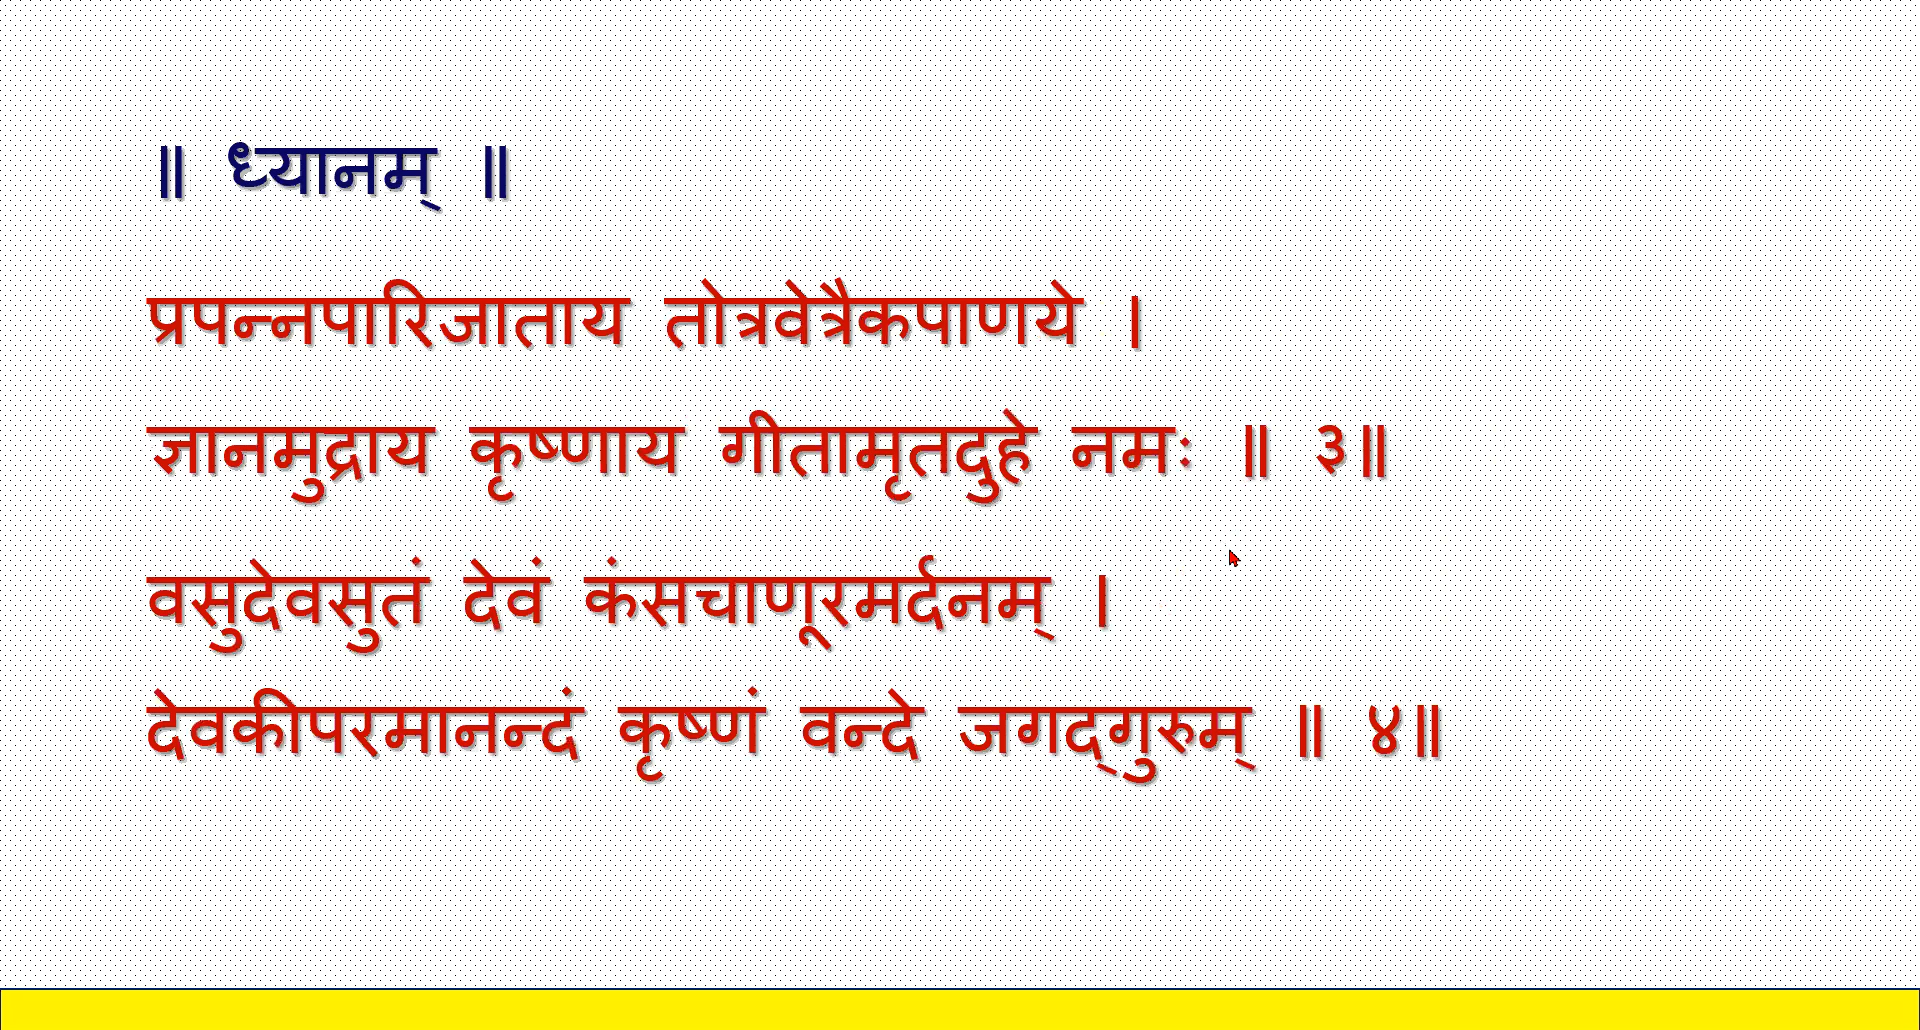 ॥ ध्यानम् ॥
प्रपन्नपारिजाताय तोत्रवेत्रैकपाणये ।
ज्ञानमुद्राय कृष्णाय गीतामृतदुहे नमः ॥ ३॥
वसुदेवसुतं देवं कंसचाणूरमर्दनम् ।
देवकीपरमानन्दं कृष्णं वन्दे जगद्‌गुरुम् ॥ ४॥